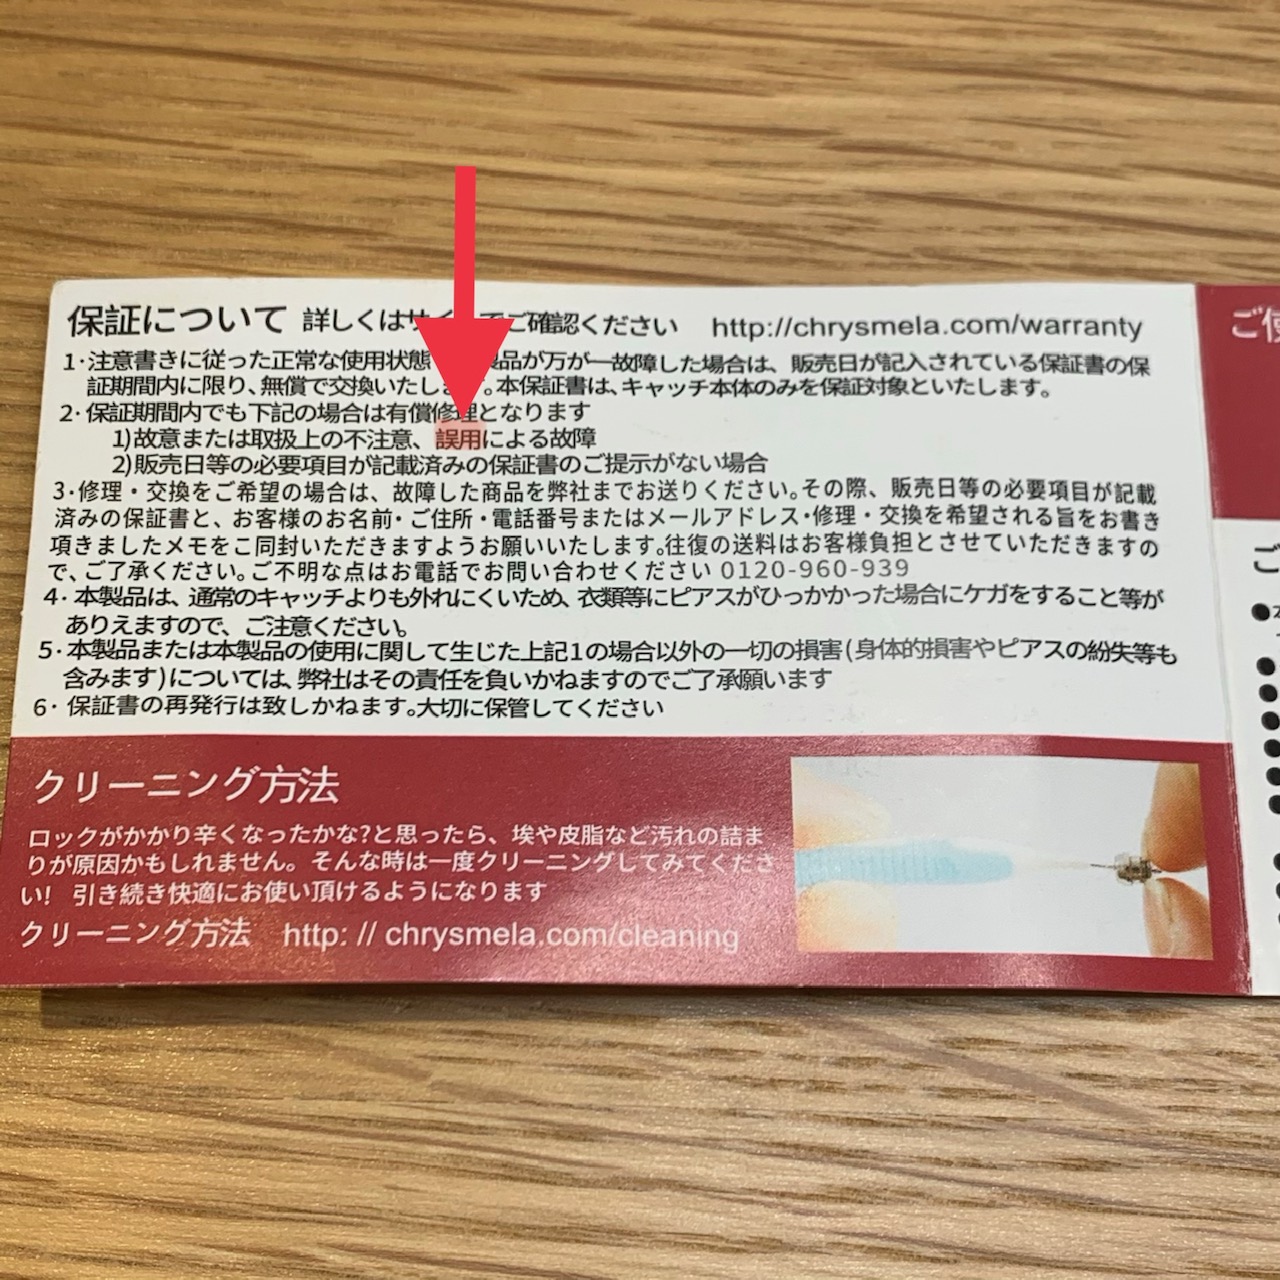 保証について 詳しくはサイトでご確認ください http://chrysmela.com/warranty
1・注意書きに従った正常な使用状態 製品が万が一故障した場合は、販売日が記入されている保証書の保
証期間内に限り、無償で交換いたします。本保証書は、キャッチ本体のみを保証対象といたします。
2・保証期間内でも下記の場合は有償修理となります
1)故意または取扱上の不注意、誤用による故障
2)販売日等の必要項目が記載済みの保証書のご提示がない場合
3・修理・交換をご希望の場合は、故障した商品を弊社までお送りください。その際、販売日等の必要項目が記載
済みの保証書と、お客様のお名前・ご住所・電話番号またはメールアドレス・修理・交換を希望される旨をお書き
頂きましたメモをご同封いただきますようお願いいたします。往復の送料はお客様負担とさせていただきますの
で、ご了承ください。ご不明な点はお電話でお問い合わせください 0120-960-939
4・本製品は、通常のキャッチよりも外れにくいため、衣類等にピアスがひっかかった場合にケガをすること等が
ありえますので、ご注意ください。
5・本製品または本製品の使用に関して生じた上記1の場合以外の一切の損害(身体的損害やピアスの紛失等も
含みます)については、弊社はその責任を負いかねますのでご了承願います
6・保証書の再発行は致しかねます。大切に保管してください
クリーニング方法
ロックがかかり辛くなったかな?と思ったら、埃や皮脂など汚れの詰ま
りが原因かもしれません。そんな時は一度クリーニングしてみてくださ
い! 引き続き快適にお使い頂けるようになります
クリーニング方法 http: // chrysmela.com/cleaning
ご使
ご